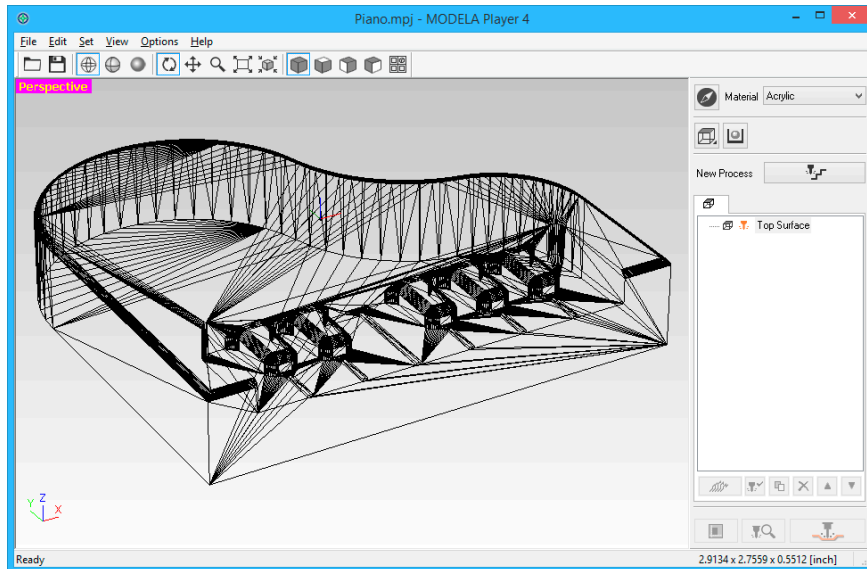 Piano.mpj - MODELA Player 4
File Edit Set View Options Help
Perspective
Material Acrylic
New Process
Top Surface
Z
Y
X
Ready
2.9134 x 2.7559 x 0.5512 [inch]